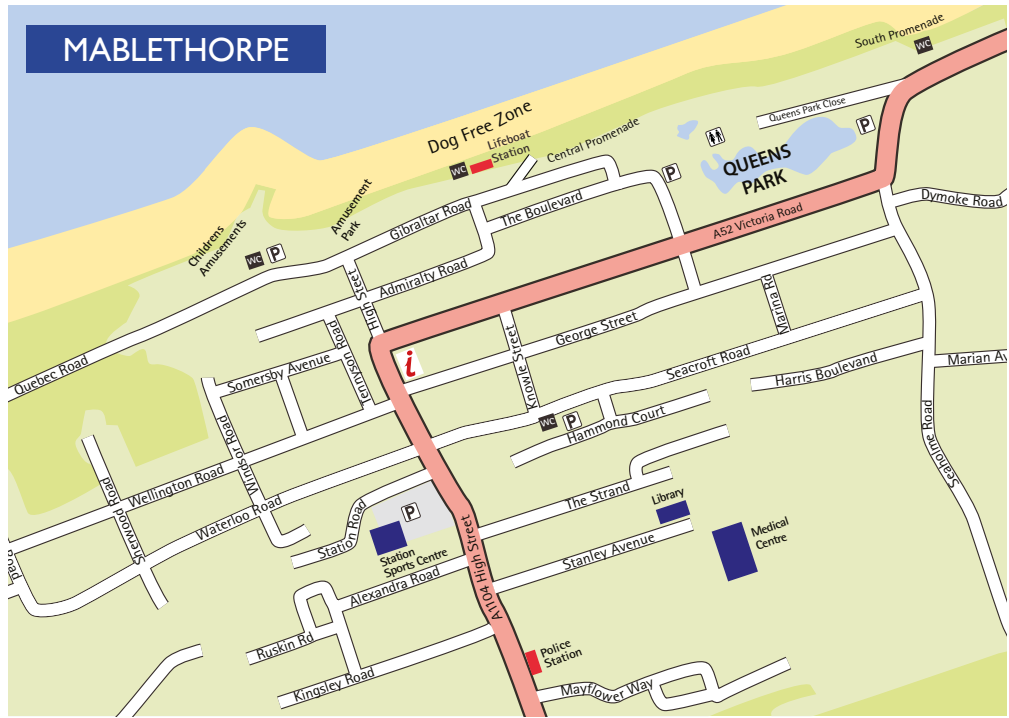 MABLETHORPE
South Promenade
WC
Queens Park Close
Dog Free Zone
Lifeboat
Station
WC
Central Promenade
P
P
QUEENS
PARK
Dymoke Road
A52 Victoria Road
Childrens
Amusements
Amusement
Park
WC
P
Gibraltar Road
The Boulevard
Admiralty Road
High Street
Quebec Road
Somersby Avenue
Tennyson Road
i
Knowle Street
George Street
Marina Rd
Seacroft Road
Harris Boulevard
Marian Av
Seaholme Road
WC
P
Hammond Court
Windsor Road
Wellington Road
Sherwood Road
Waterloo Road
Road
Station Road
P
Station
Sports Centre
The Strand
Library
Medical
Centre
Stanley Avenue
A1104 High Street
Alexandra Road
Ruskin Rd
Kingsley Road
Police
Station
Mayflower Way